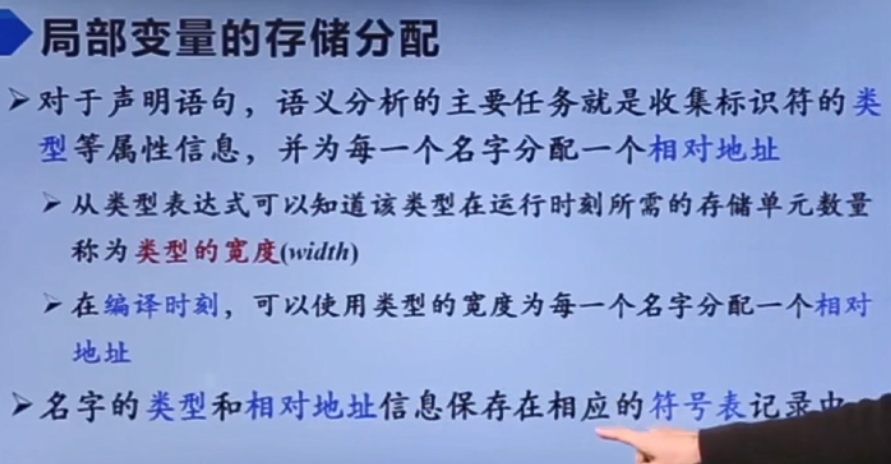 局部变量的存储分配
对于声明语句，语义分析的主要任务就是收集标识符的类
型等属性信息，并为每一个名字分配一个相对地址
从类型表达式可以知道该类型在运行时刻所需的存储单元数量
称为类型的宽度(width)
在编译时刻，可以使用类型的宽度为每一个名字分配一个相对
地址
名字的类型和相对地址信息保存在相应的符号表记录中